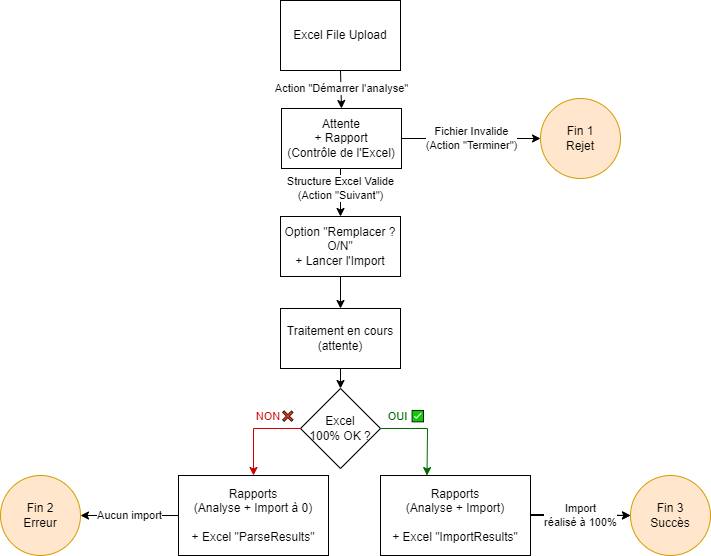 Excel File Upload
Action "Démarrer l'analyse"
Attente
+ Rapport
(Contrôle de l'Excel)
Fichier Invalide
(Action "Terminer")
Fin 1
Rejet
Structure Excel Valide
(Action "Suivant")
Option "Remplacer ?
O/N"
+ Lancer l'Import
Traitement en cours
(attente)
NON
OUI
Excel
100% OK ?
Fin 2
Erreur
Aucun import
Rapports
(Analyse + Import à 0)
+ Excel "ParseResults"
Rapports
(Analyse + Import)
+ Excel "ImportResults"
Import
réalisé à 100%
Fin 3
Succès